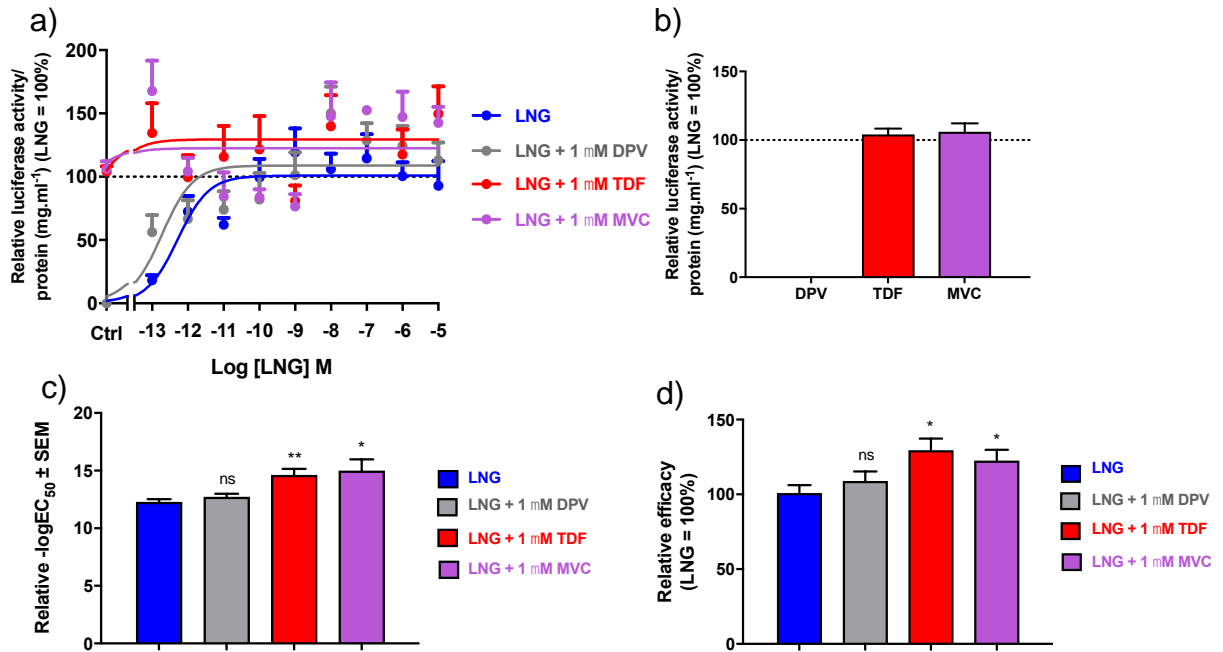 a)
Relative luciferase activity/
protein (mg.ml⁻¹) (LNG = 100%)
200
150
100
50
0
Ctrl -13 -12 -11 -10 -9 -8 -7 -6 -5
Log [LNG] M
LNG
LNG + 1 mM DPV
LNG + 1 mM TDF
LNG + 1 mM MVC
b)
Relative luciferase activity/
protein (mg.ml⁻¹) (LNG = 100%)
150
100
50
0
DPV TDF MVC
c)
Relative -logEC₅₀ ± SEM
20
15
10
5
0
ns
**
*
LNG
LNG + 1 mM DPV
LNG + 1 mM TDF
LNG + 1 mM MVC
d)
Relative efficacy
(LNG = 100%)
150
100
50
0
ns
*
*
LNG
LNG + 1 mM DPV
LNG + 1 mM TDF
LNG + 1 mM MVC